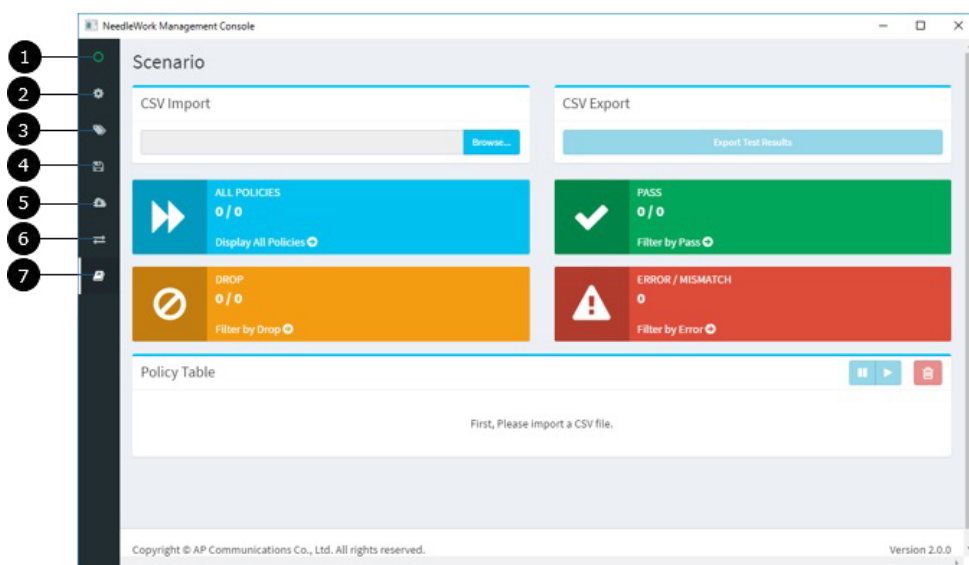 NeedleWork Management Console
1
2
3
4
5
6
7
Scenario
CSV Import
Browse...
CSV Export
Export Test Results
ALL POLICIES
0 / 0
Display All Policies
PASS
0 / 0
Filter by Pass
DROP
0 / 0
Filter by Drop
ERROR / MISMATCH
0
Filter by Error
Policy Table
First, Please import a CSV file.
Copyright © AP Communications Co., Ltd. All rights reserved.
Version 2.0.0